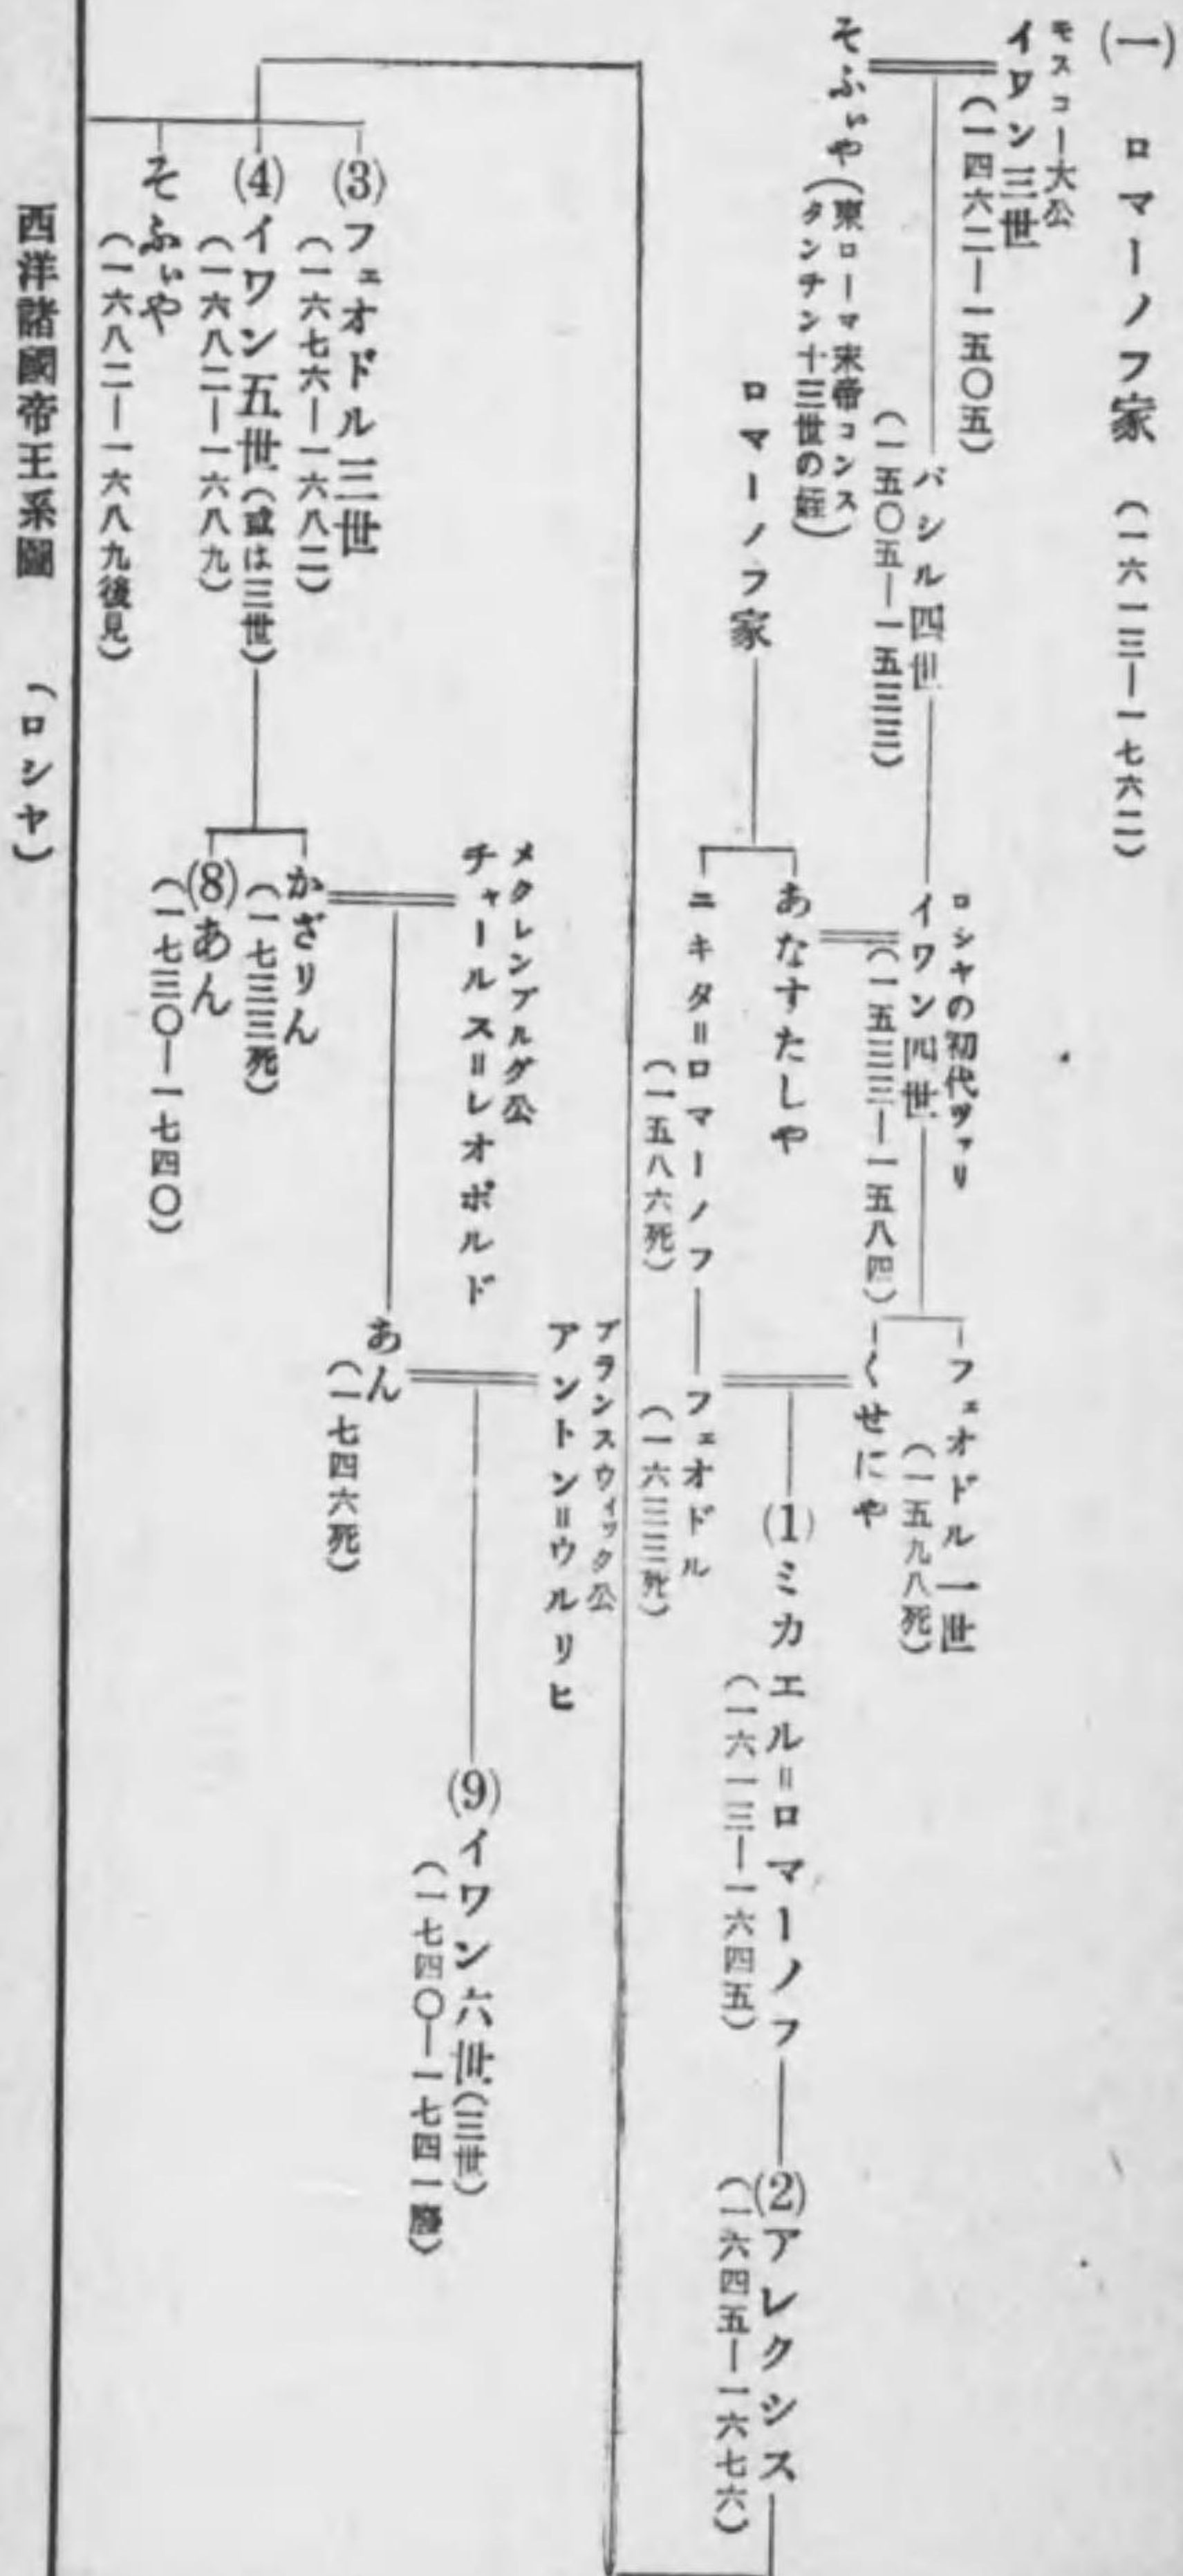 (一) ロマーノフ家 (一六一三―一七六二)
モスコー大公
イワン三世
(一四六二―一五〇五)
そふぃや
(東ローマ末帝コンス
タンチン十三世の姪)
バシル四世
(一五〇五―一五三三)
ロシヤの初代ツァリ
イワン四世
(一五三三―一五八四)
フェオドル一世
(一五九八死)
くせにや
ロマーノフ家
あなすたしや
ニキタ=ロマーノフ
(一五八六死)
フェオドル
(一六三三死)
(1)ミカエル=ロマーノフ
(一六一三―一六四五)
(2)アレクシス
(一六四五―一六七六)
(3)フェオドル三世
(一六七六―一六八二)
(4)イワン五世(或は三世)
(一六八二―一六八九)
そふぃや
(一六八二―一六八九後見)
メクレンブルグ公
チャールス=レオポルド
かざりん
(一七三三死)
(8)あん
(一七三〇―一七四〇)
ブランスウィック公
アントン=ウルリヒ
あん
(一七四六死)
(9)イワン六世(三世)
(一七四〇―一七四一廢)
西洋諸國帝王系圖 (ロシヤ)